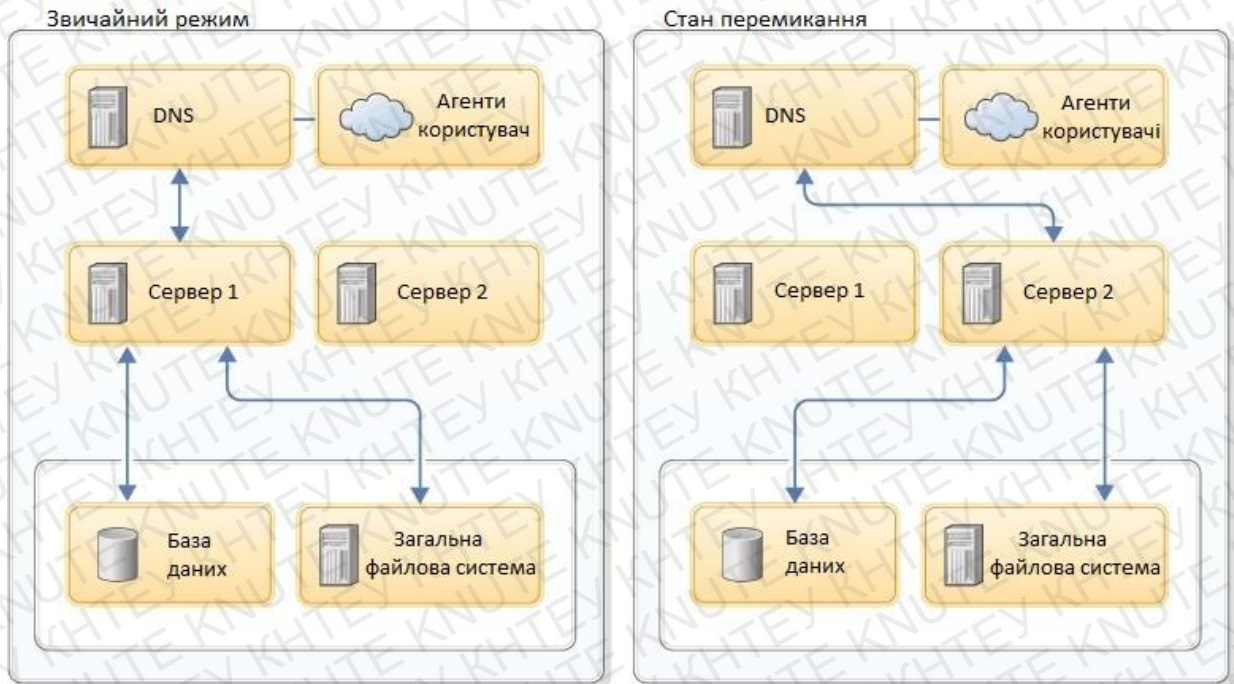 Звичайний режим
Стан перемикання
DNS
Агенти
користувач
DNS
Агенти
користувачі
Сервер 1
Сервер 2
Сервер 1
Сервер 2
База
даних
Загальна
файлова система
База
даних
Загальна
файлова система